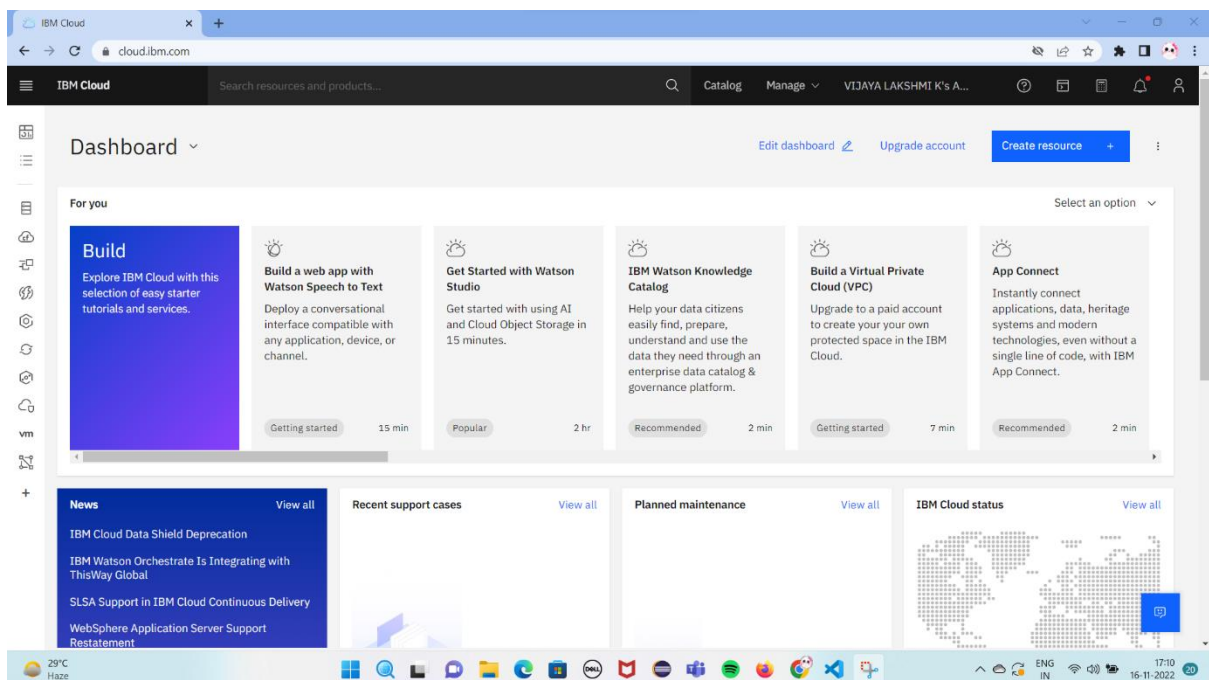 IBM Cloud
cloud.ibm.com
IBM Cloud
Search resources and products...
Catalog
Manage
VIJAYA LAKSHMI K's A...
Dashboard
Edit dashboard
Upgrade account
Create resource +
For you
Select an option
Build
Explore IBM Cloud with this
selection of easy starter
tutorials and services.
Build a web app with
Watson Speech to Text
Deploy a conversational
interface compatible with
any application, device, or
channel.
Getting started 15 min
Get Started with Watson
Studio
Get started with using AI
and Cloud Object Storage in
15 minutes.
Popular 2 hr
IBM Watson Knowledge
Catalog
Help your data citizens
easily find, prepare,
understand and use the
data they need through an
enterprise data catalog &
governance platform.
Recommended 2 min
Build a Virtual Private
Cloud (VPC)
Upgrade to a paid account
to create your your own
protected space in the IBM
Cloud.
Getting started 7 min
App Connect
Instantly connect
applications, data, heritage
systems and modern
technologies, even without a
single line of code, with IBM
App Connect.
Recommended 2 min
vm
News View all
IBM Cloud Data Shield Deprecation
IBM Watson Orchestrate Is Integrating with
ThisWay Global
SLSA Support in IBM Cloud Continuous Delivery
WebSphere Application Server Support
Restatement
Recent support cases View all
Planned maintenance View all
IBM Cloud status View all
29°C
Haze
ENG
IN
17:10
16-11-2022
20